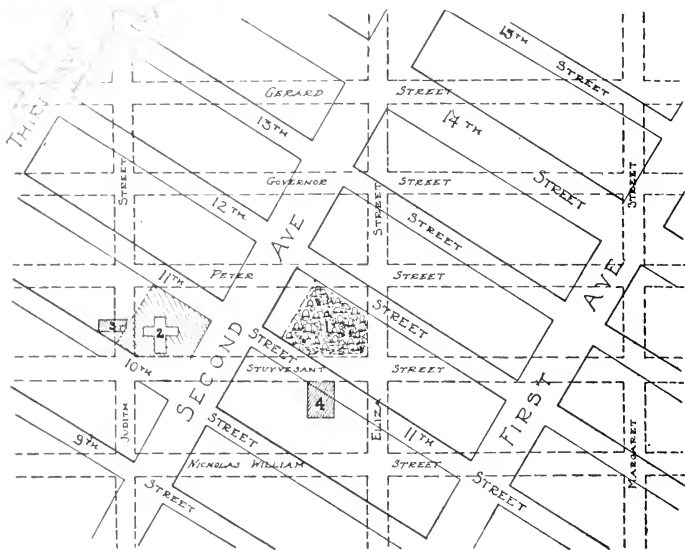 15TH STREET
GERARD STREET
THIRD
13TH
14TH STREET
STREET
STREET
STREET
GOVERNOR STREET
12TH STREET
AVE
11TH
PETER STREET
AVE
STREET
3
2
SECOND
STREET
10TH
STUYVESANT STREET
4
FIRST
JUDITH
ELIZA
11TH
9TH
STREET
NICHOLAS WILLIAM STREET
MARGARET
STREET
STREET